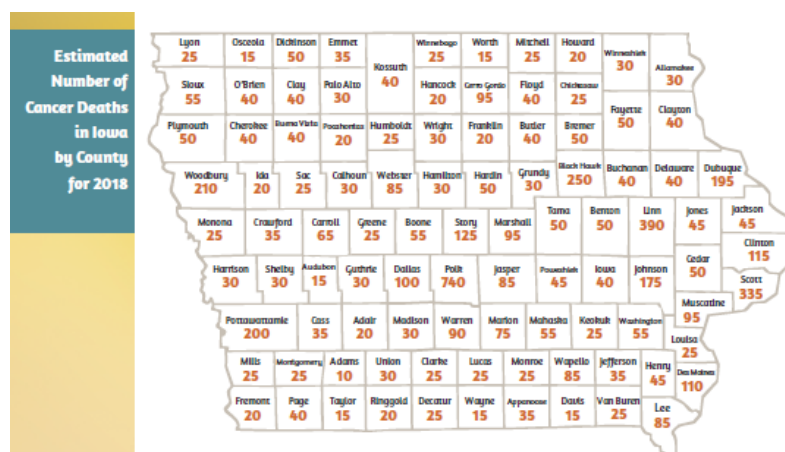 Estimated
Number of
Cancer Deaths
in Iowa
by County
for 2018
Lyon Osceola Dickinson Emmet Winnebago Worth Mitchell Howard
25 15 50 35 25 15 25 20
Kossuth Winneshiek Allamakee
40 30 30
Sioux O'Brien Clay Palo Alto Hancock Cerro Gordo Floyd Chickasaw
55 40 40 30 20 95 40 25
Fayette Clayton
50 40
Plymouth Cherokee Buena Vista Pocahontas Humboldt Wright Franklin Butler Bremer
50 40 40 20 25 30 20 40 50
Woodbury Ida Sac Calhoun Webster Hamilton Hardin Grundy Black Hawk Buchanan Delaware Dubuque
210 20 25 30 85 30 50 30 250 40 40 195
Monona Crawford Carroll Greene Boone Story Marshall Tama Benton Linn Jones Jackson
25 35 65 25 55 125 95 50 50 390 45 45
Clinton
115
Harrison Shelby Audubon Guthrie Dallas Polk Jasper Poweshiek Iowa Johnson Cedar Scott
30 30 15 30 100 740 85 45 40 175 50 335
Muscatine
95
Pottawattamie Cass Adair Madison Warren Marion Mahaska Keokuk Washington
200 35 20 30 90 75 55 25 55
Louisa
25
Mills Montgomery Adams Union Clarke Lucas Monroe Wapello Jefferson Henry Des Moines
25 25 10 30 25 25 25 85 35 45 110
Fremont Page Taylor Ringgold Decatur Wayne Appanoose Davis Van Buren Lee
20 40 15 20 25 15 35 15 25 85